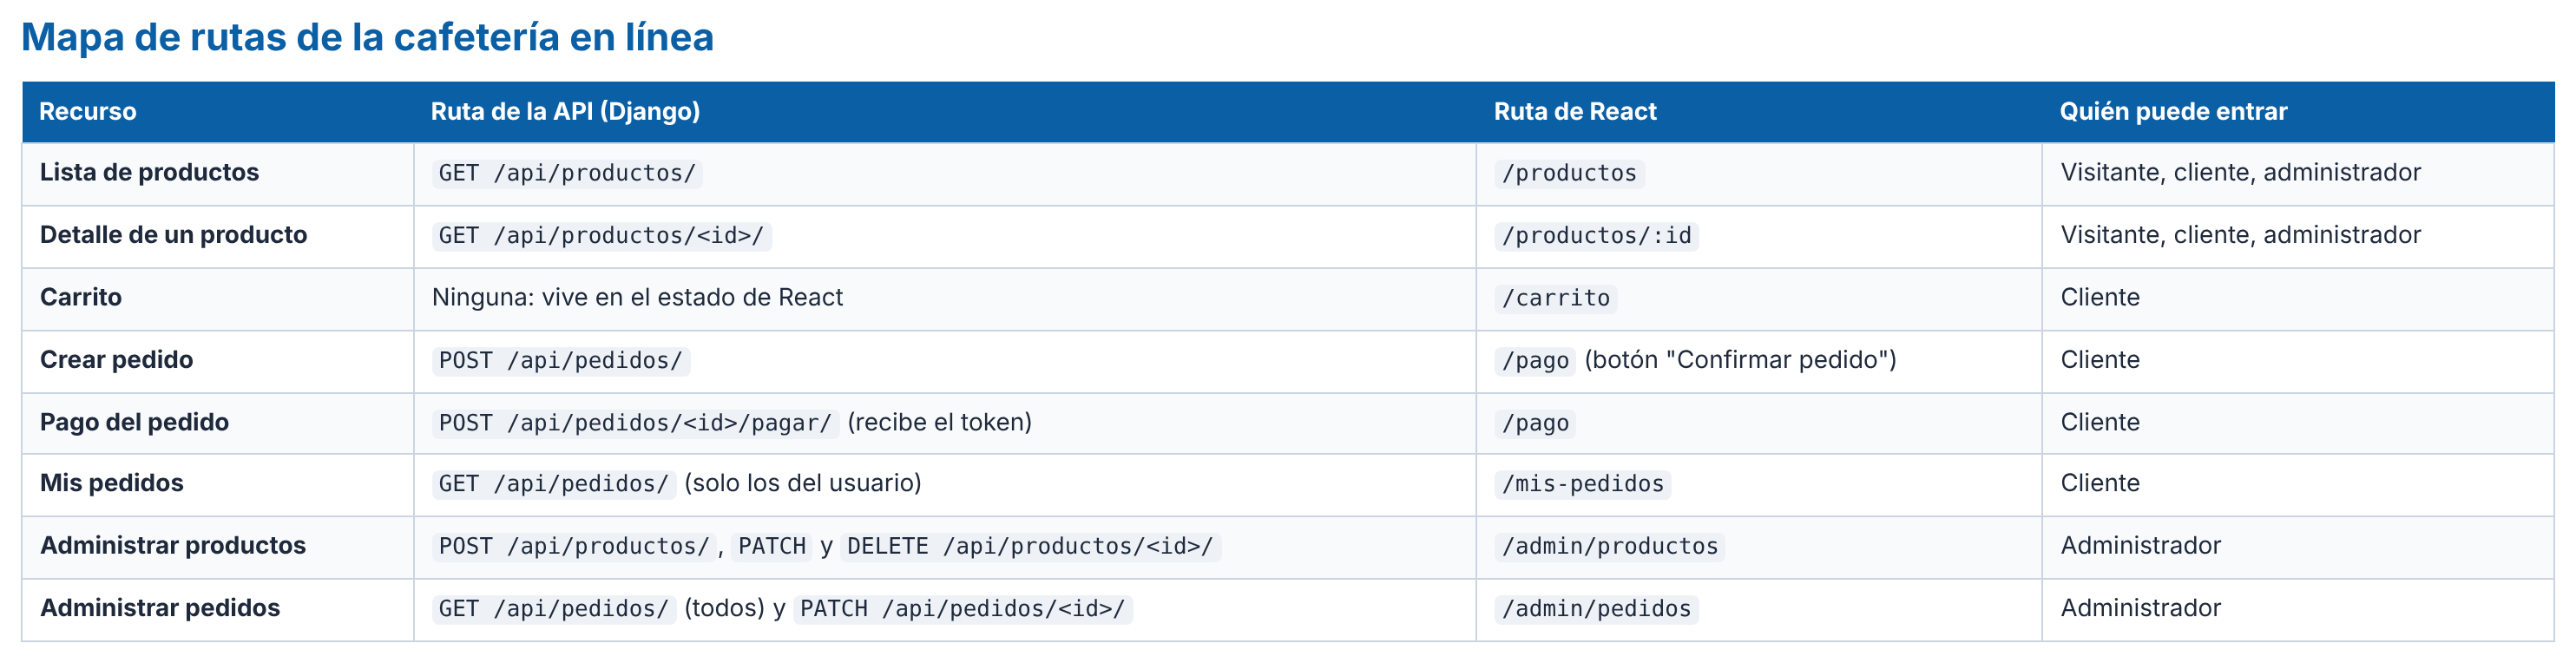 Mapa de rutas de la cafetería en línea
Recurso Ruta de la API (Django) Ruta de React Quién puede entrar
Lista de productos GET /api/productos/ /productos Visitante, cliente, administrador
Detalle de un producto GET /api/productos/<id>/ /productos/:id Visitante, cliente, administrador
Carrito Ninguna: vive en el estado de React /carrito Cliente
Crear pedido POST /api/pedidos/ /pago (botón "Confirmar pedido") Cliente
Pago del pedido POST /api/pedidos/<id>/pagar/ (recibe el token) /pago Cliente
Mis pedidos GET /api/pedidos/ (solo los del usuario) /mis-pedidos Cliente
Administrar productos POST /api/productos/, PATCH y DELETE /api/productos/<id>/ /admin/productos Administrador
Administrar pedidos GET /api/pedidos/ (todos) y PATCH /api/pedidos/<id>/ /admin/pedidos Administrador